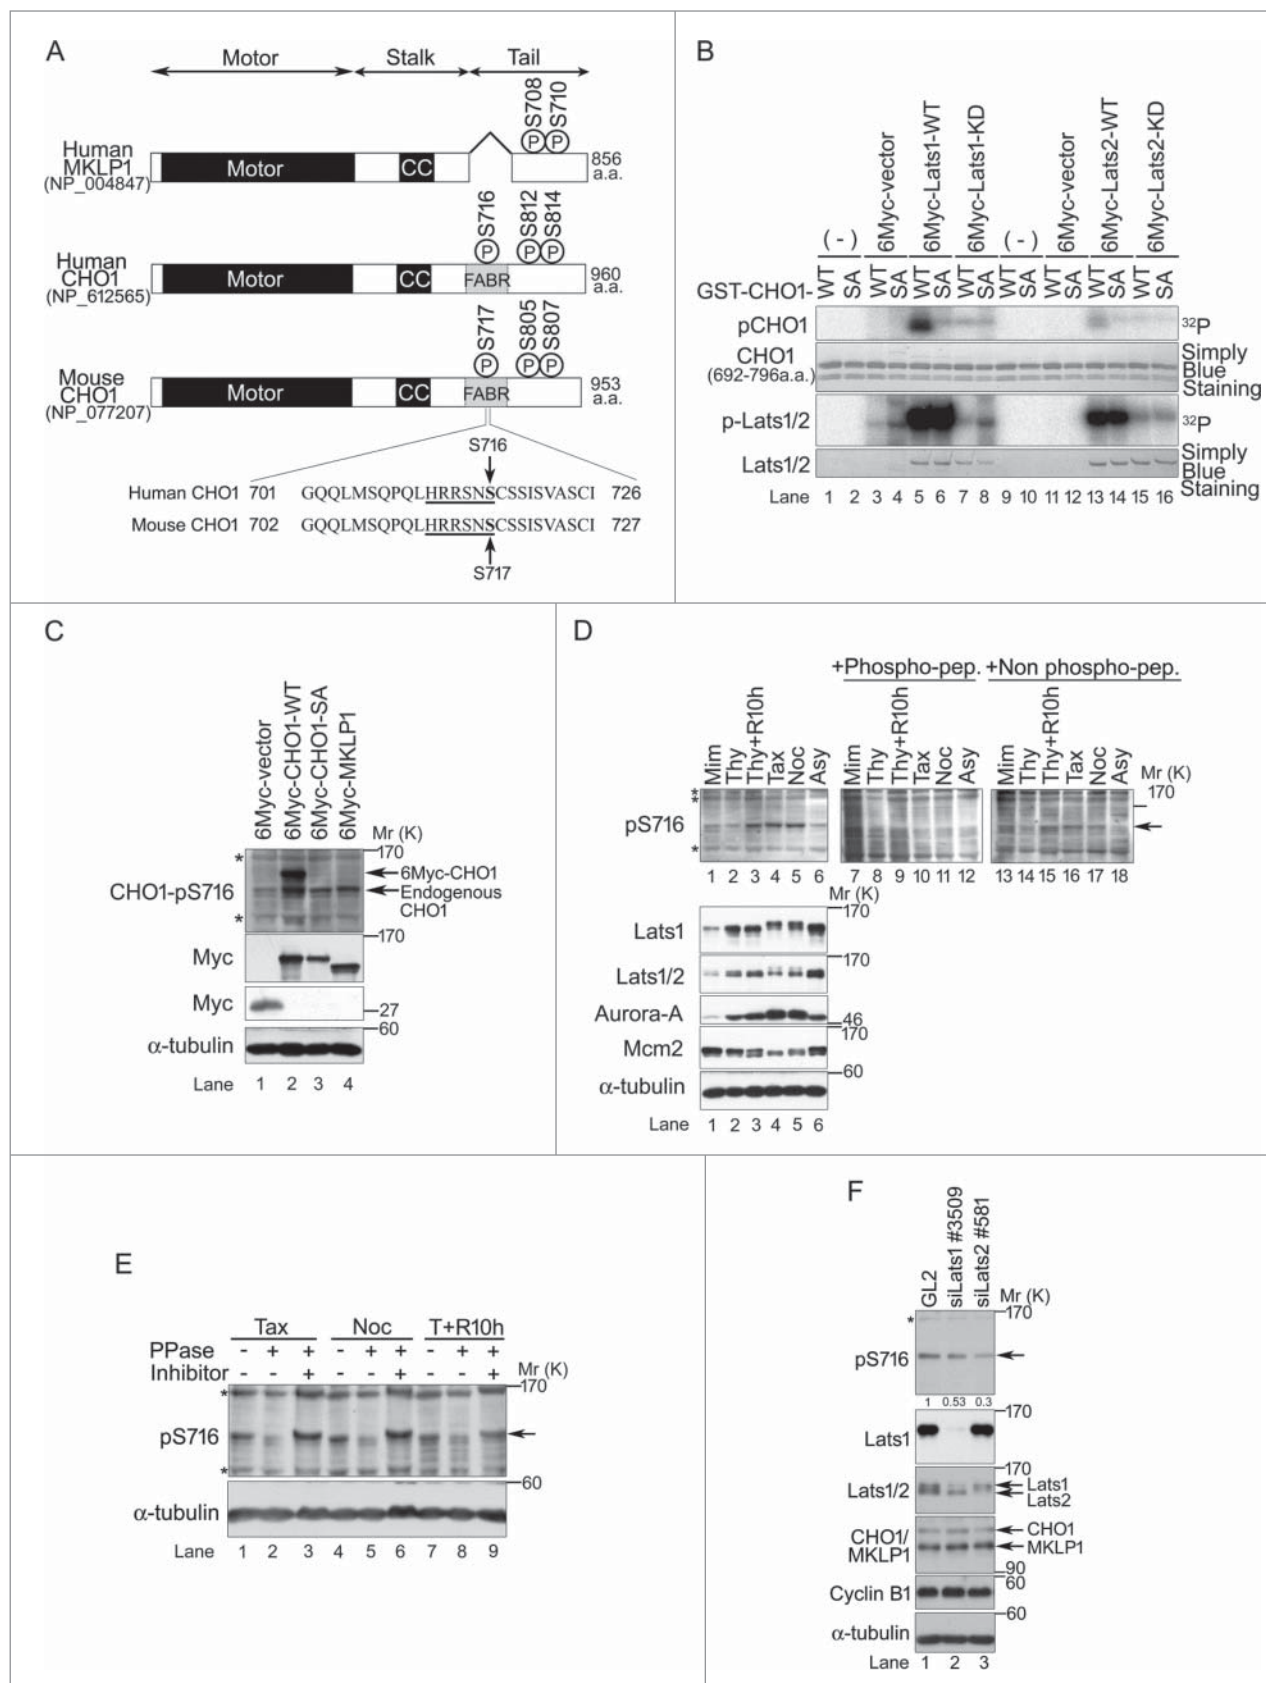 A
Motor Stalk Tail
S708 S710
P P
Human
MKLP1
(NP_004847)
Motor CC
856
a.a.
S716 S812 S814
P P P
Human
CHO1
(NP_612565)
Motor CC FABR
960
a.a.
S717 S805 S807
P P P
Mouse
CHO1
(NP_077207)
Motor CC FABR
953
a.a.
S716
Human CHO1 701 GQQLMSQPQLHRRSNSCSSISVASCI 726
Mouse CHO1 702 GQQLMSQPQLHRRSNSCSSISVASCI 727
S717
B
(-) 6Myc-vector 6Myc-Lats1-WT 6Myc-Lats1-KD (-) 6Myc-vector 6Myc-Lats2-WT 6Myc-Lats2-KD
GST-CHO1- WT SA WT SA WT SA WT SA WT SA WT SA WT SA WT SA
pCHO1 32P
CHO1
(692-796a.a.)
Simply
Blue
Staining
p-Lats1/2 32P
Lats1/2
Simply
Blue
Staining
Lane 1 2 3 4 5 6 7 8 9 10 11 12 13 14 15 16
C
6Myc-vector 6Myc-CHO1-WT 6Myc-CHO1-SA 6Myc-MKLP1
Mr (K)
* 170
6Myc-CHO1
CHO1-pS716 Endogenous
CHO1
*
170
Myc
Myc 27
60
α-tubulin
Lane 1 2 3 4
D
+Phospho-pep. +Non phospho-pep.
Mim Thy Thy+R10h Tax Noc Asy Mim Thy Thy+R10h Tax Noc Asy Mim Thy Thy+R10h Tax Noc Asy
Mr (K)
170
*
*
pS716
*
1 2 3 4 5 6 7 8 9 10 11 12 13 14 15 16 17 18
Mr (K)
170
Lats1
170
Lats1/2
Aurora-A 46
170
Mcm2
60
α-tubulin
Lane 1 2 3 4 5 6
E
Tax Noc T+R10h
PPase - + + - + + - + +
Inhibitor - - + - - + - - + Mr (K)
* 170
pS716
*
60
α-tubulin
Lane 1 2 3 4 5 6 7 8 9
F
GL2 siLats1 #3509 siLats2 #581
Mr (K)
170
*
pS716
1 0.53 0.3
170
Lats1
170
Lats1/2 Lats1
Lats2
CHO1/
MKLP1
CHO1
MKLP1
90
60
Cyclin B1
60
α-tubulin
Lane 1 2 3